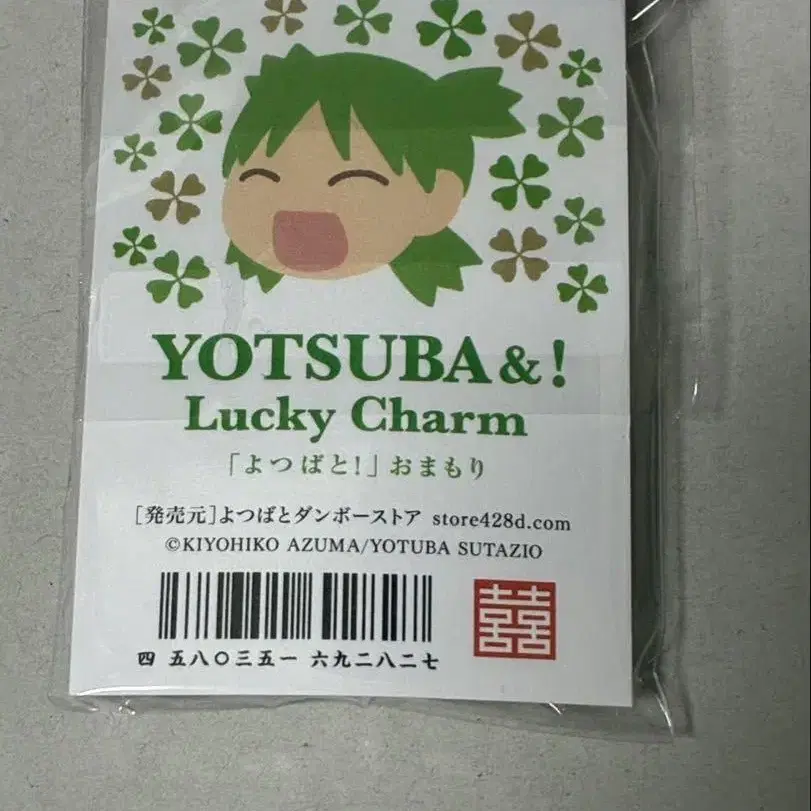 YOTSUBA&!
Lucky Charm
「よつばと!」おまもり
[発売元]よつばとダンボーストア store428d.com
©KIYOHIKO AZUMA/YOTUBA SUTAZIO
四 五八〇三五一 六九二八二七
囍